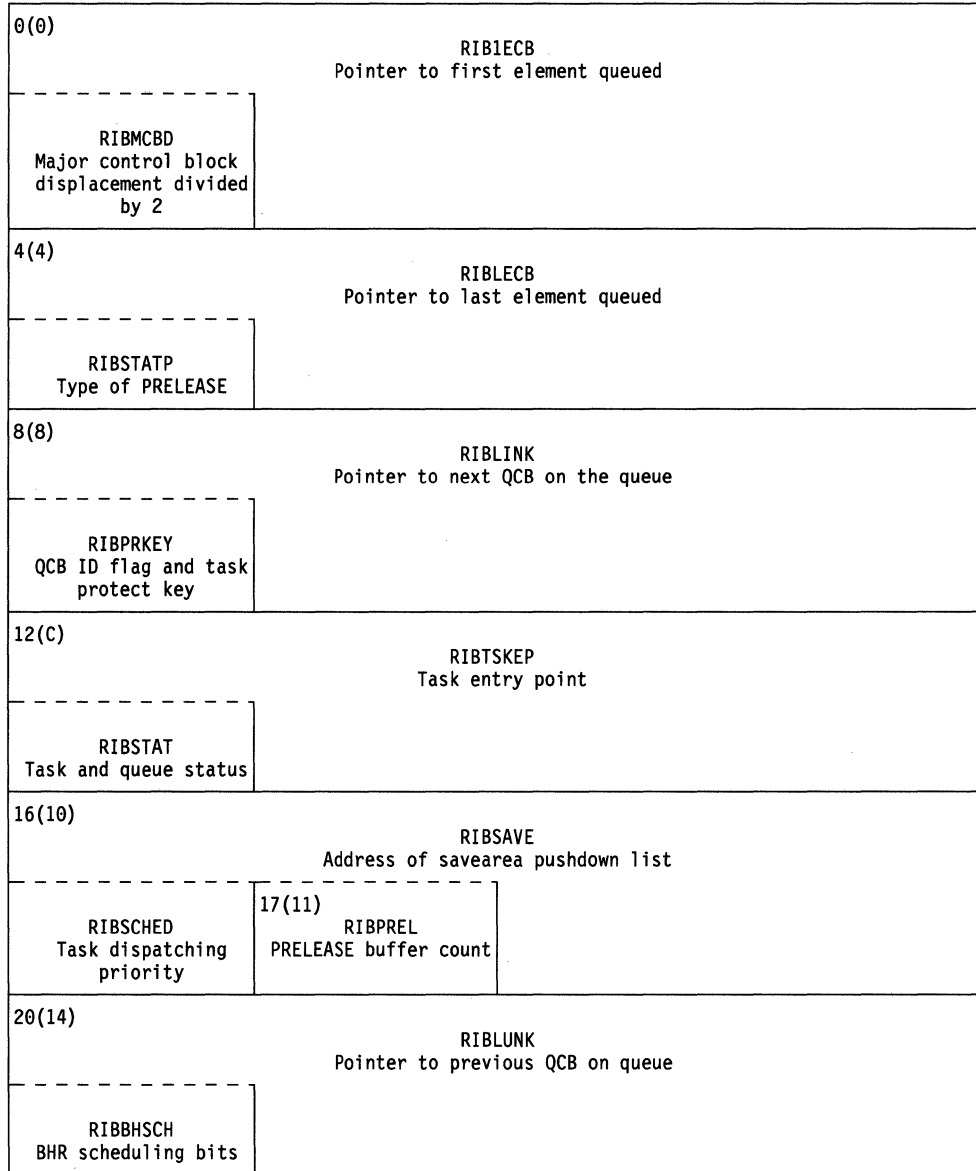 0(0)
RIB1ECB
Pointer to first element queued
RIBMCBD
Major control block
displacement divided
by 2
4(4)
RIBLECB
Pointer to last element queued
RIBSTATP
Type of PRELEASE
8(8)
RIBLINK
Pointer to next QCB on the queue
RIBPRKEY
QCB ID flag and task
protect key
12(C)
RIBTSKEP
Task entry point
RIBSTAT
Task and queue status
16(10)
RIBSAVE
Address of savearea pushdown list
RIBSCHED
Task dispatching
priority
17(11)
RIBPREL
PRELEASE buffer count
20(14)
RIBLUNK
Pointer to previous QCB on queue
RIBBHSCH
BHR scheduling bits